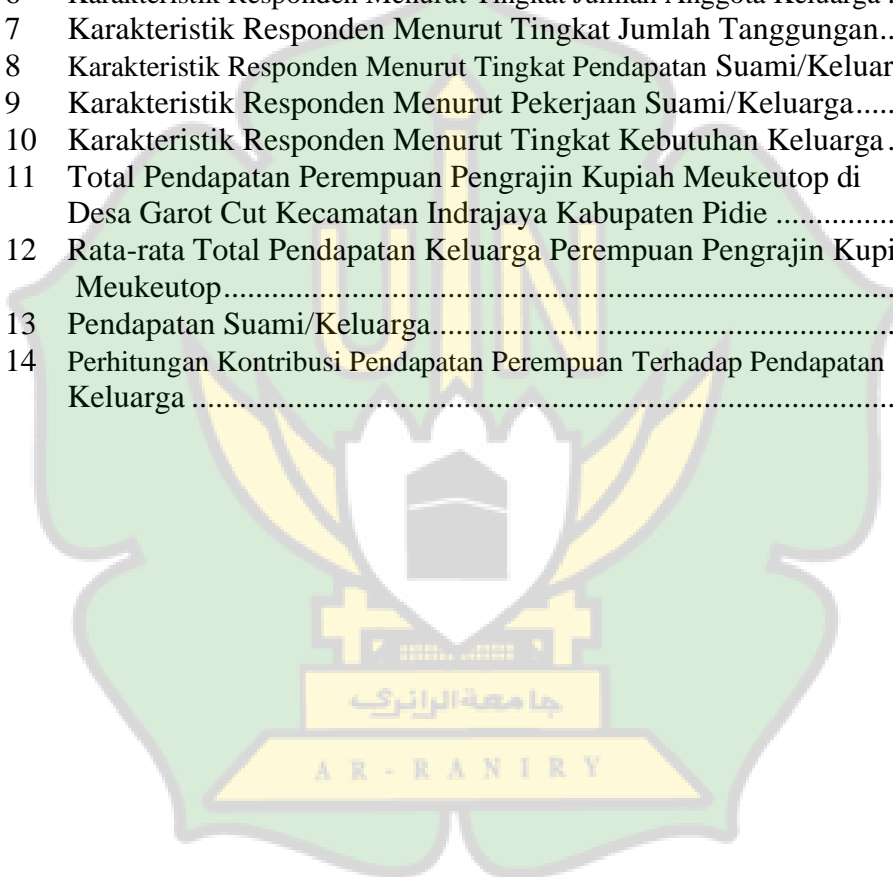 6 Karakteristik Responden Menurut Tingkat Jumlah Anggota Keluarga .
7 Karakteristik Responden Menurut Tingkat Jumlah Tanggungan..
8 Karakteristik Responden Menurut Tingkat Pendapatan Suami/Keluar
9 Karakteristik Responden Menurut Pekerjaan Suami/Keluarga.....
10 Karakteristik Responden Menurut Tingkat Kebutuhan Keluarga .
11 Total Pendapatan Perempuan Pengrajin Kupiah Meukeutop di
Desa Garot Cut Kecamatan Indrajaya Kabupaten Pidie ...............
12 Rata-rata Total Pendapatan Keluarga Perempuan Pengrajin Kupi
Meukeutop.....................................................................................
13 Pendapatan Suami/Keluarga..........................................................
14 Perhitungan Kontribusi Pendapatan Perempuan Terhadap Pendapatan
Keluarga .........................................................................................
UIN
جامعة الرانري
AR-RANIRY